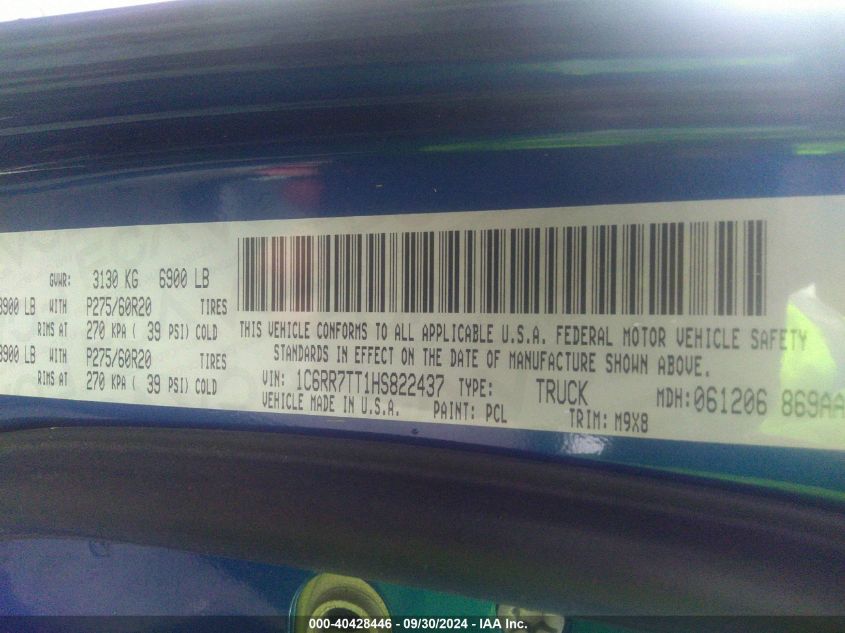 GVWR: 3130 KG 6900 LB
3900 LB WITH P275/60R20 TIRES
RIMS AT 270 KPA ( 39 PSI) COLD
3900 LB WITH P275/60R20 TIRES
RIMS AT 270 KPA ( 39 PSI) COLD
THIS VEHICLE CONFORMS TO ALL APPLICABLE U.S.A. FEDERAL MOTOR VEHICLE SAFETY
STANDARDS IN EFFECT ON THE DATE OF MANUFACTURE SHOWN ABOVE.
VIN: 1C6RR7TT1HS822437 TYPE: TRUCK MDH:061206 869AA
VEHICLE MADE IN U.S.A. PAINT: PCL TRIM: M9X8
000-40428446 - 09/30/2024 - IAA Inc.